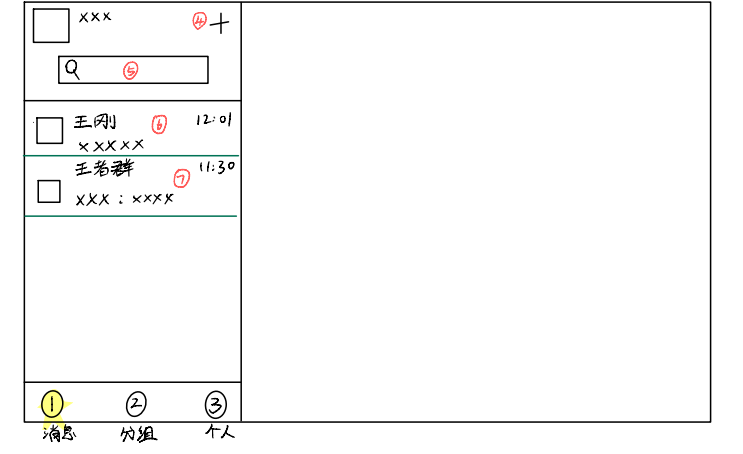 xxx ④ +
⑤
王刚 ⑥ 12:01
xxxxx
王者群 ⑦ 11:30
xxx : xxxx
① ② ③
消息 分组 个人